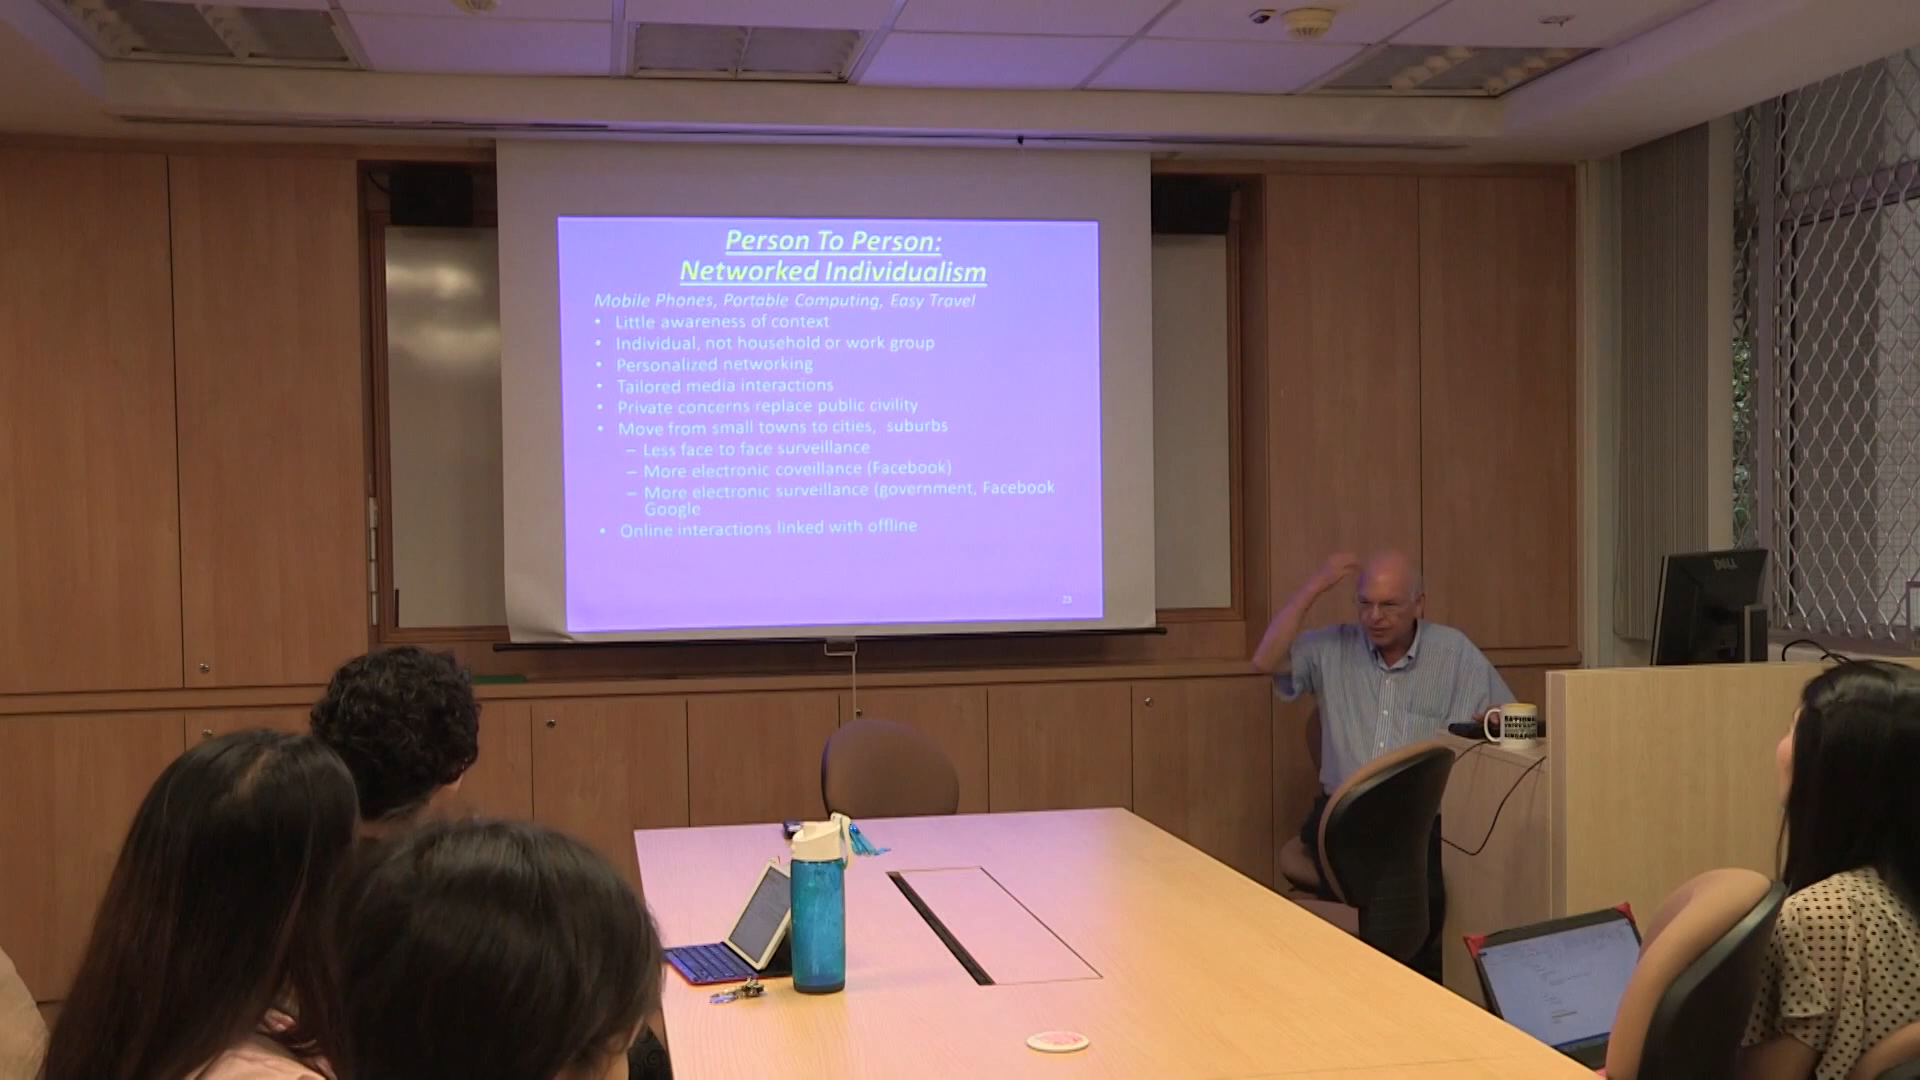 Person To Person:
Networked Individualism
Mobile Phones, Portable Computing, Easy Travel
• Little awareness of context
• Individual, not household or work group
• Personalized networking
• Tailored media interactions
• Private concerns replace public civility
• Move from small towns to cities, suburbs
– Less face to face surveillance
– More electronic coveillance (Facebook)
– More electronic surveillance (government, Facebook
Google
• Online interactions linked with offline
23
DELL
NATIONAL
SINGAPORE